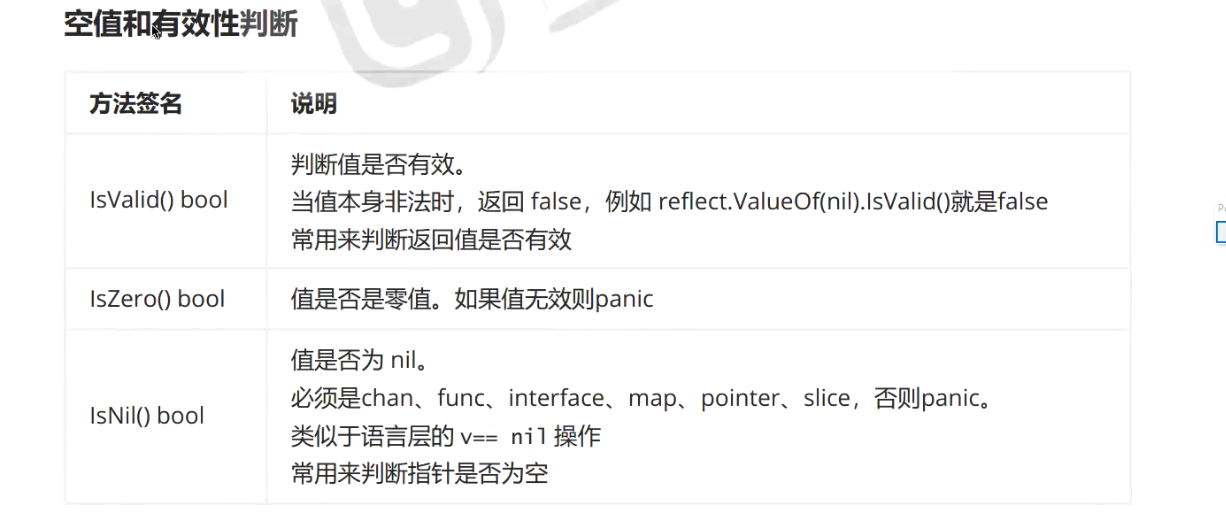 空值和有效性判断
方法签名
说明
IsValid() bool
判断值是否有效。
当值本身非法时，返回 false，例如 reflect.ValueOf(nil).IsValid()就是false
常用来判断返回值是否有效
IsZero() bool
值是否是零值。如果值无效则panic
IsNil() bool
值是否为 nil。
必须是chan、func、interface、map、pointer、slice，否则panic。
类似于语言层的 v== nil 操作
常用来判断指针是否为空